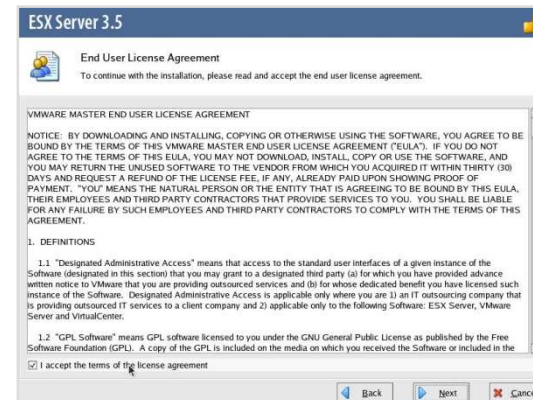 ESX Server 3.5
End User License Agreement
To continue with the installation, please read and accept the end user license agreement.
VMWARE MASTER END USER LICENSE AGREEMENT
NOTICE: BY DOWNLOADING AND INSTALLING, COPYING OR OTHERWISE USING THE SOFTWARE, YOU AGREE TO BE
BOUND BY THE TERMS OF THIS VMWARE MASTER END USER LICENSE AGREEMENT ("EULA"). IF YOU DO NOT
AGREE TO THE TERMS OF THIS EULA, YOU MAY NOT DOWNLOAD, INSTALL, COPY OR USE THE SOFTWARE, AND
YOU MAY RETURN THE UNUSED SOFTWARE TO THE VENDOR FROM WHICH YOU ACQUIRED IT WITHIN THIRTY (30)
DAYS AND REQUEST A REFUND OF THE LICENSE FEE, IF ANY, ALREADY PAID UPON SHOWING PROOF OF
PAYMENT. "YOU" MEANS THE NATURAL PERSON OR THE ENTITY THAT IS AGREEING TO BE BOUND BY THIS EULA,
THEIR EMPLOYEES AND THIRD PARTY CONTRACTORS THAT PROVIDE SERVICES TO YOU. YOU SHALL BE LIABLE
FOR ANY FAILURE BY SUCH EMPLOYEES AND THIRD PARTY CONTRACTORS TO COMPLY WITH THE TERMS OF THIS
AGREEMENT.
1. DEFINITIONS
1.1 "Designated Administrative Access" means that access to the standard user interfaces of a given instance of the
Software (designated in this section) that you may grant to a designated third party (a) for which you have provided advance
written notice to VMware that you are providing outsourced services and (b) for whose dedicated benefit you have licensed such
instance of the Software. Designated Administrative Access is applicable only where you are 1) an IT outsourcing company that
is providing outsourced IT services to a client company and 2) applicable only to the following Software: ESX Server, VMware
Server and VirtualCenter.
1.2 "GPL Software" means GPL software licensed to you under the GNU General Public License as published by the Free
Software Foundation (GPL). A copy of the GPL is included on the media on which you received the Software or included in the
I accept the terms of the license agreement
Back
Next
Cance